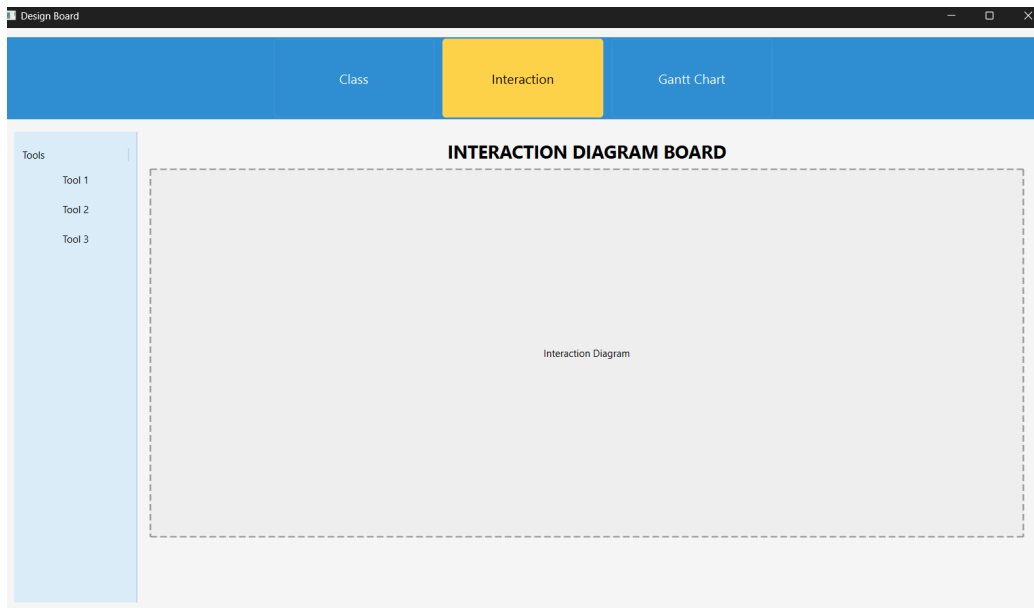 Design Board
Class
Interaction
Gantt Chart
Tools
INTERACTION DIAGRAM BOARD
Tool 1
Tool 2
Tool 3
Interaction Diagram